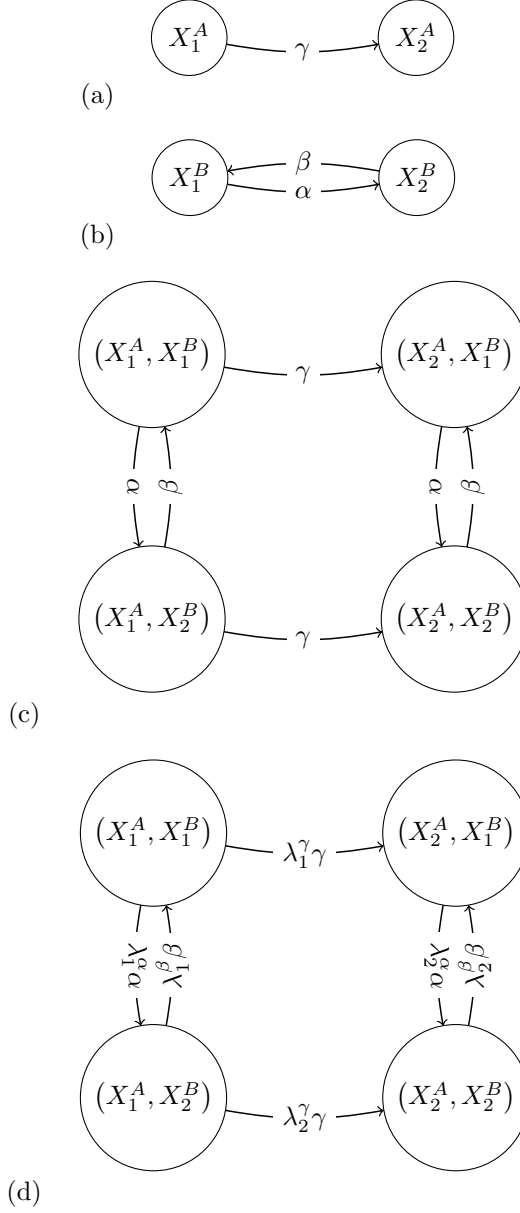 X_1^A X_2^A
γ
(a)
β
X_1^B X_2^B
α
(b)
(X_1^A, X_1^B) (X_2^A, X_1^B)
γ
α β α β
(X_1^A, X_2^B) (X_2^A, X_2^B)
γ
(c)
(X_1^A, X_1^B) (X_2^A, X_1^B)
λ_1^γ γ
λ_1^α α λ_1^β β λ_2^α α λ_2^β β
(X_1^A, X_2^B) (X_2^A, X_2^B)
λ_2^γ γ
(d)